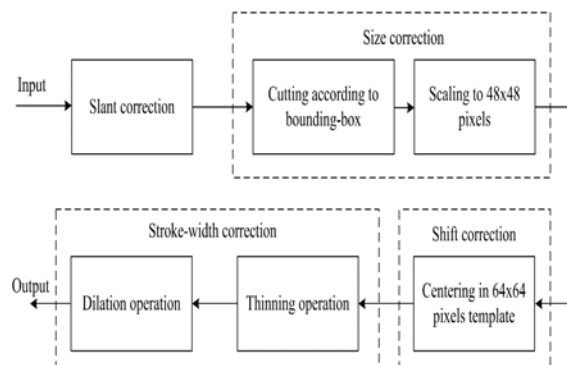 Size correction
Input
Slant correction
Cutting according to
bounding-box
Scaling to 48x48
pixels
Stroke-width correction
Shift correction
Output
Dilation operation
Thinning operation
Centering in 64x64
pixels template